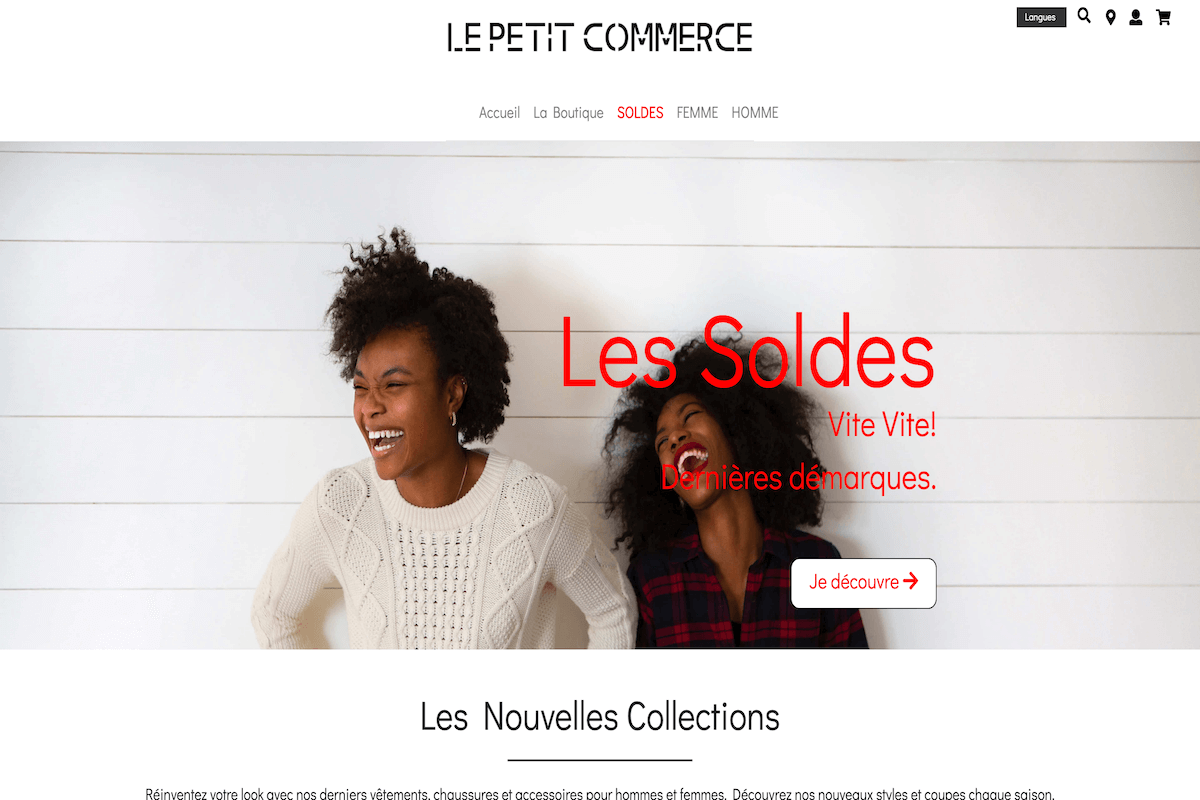 Langues
LE PETIT COMMERCE
Accueil La Boutique SOLDES FEMME HOMME
Les Soldes
Vite Vite!
Dernières démarques.
Je découvre
Les Nouvelles Collections
Réinventez votre look avec nos derniers vêtements, chaussures et accessoires pour hommes et femmes. Découvrez nos nouveaux styles et coupes chaque saison.